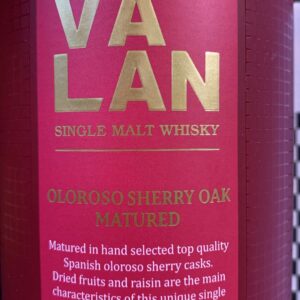 VA
LAN
SINGLE MALT WHISKY
OLOROSO SHERRY OAK
MATURED
Matured in hand selected top quality
Spanish oloroso sherry casks.
Dried fruits and raisin are the main
characteristics of this unique single